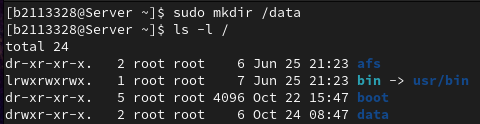 [b2113328@Server ~]$ sudo mkdir /data
[b2113328@Server ~]$ ls -l /
total 24
dr-xr-xr-x.   2 root root    6 Jun 25 21:23 afs
lrwxrwxrwx.   1 root root    7 Jun 25 21:23 bin -> usr/bin
dr-xr-xr-x.   5 root root 4096 Oct 22 15:47 boot
drwxr-xr-x.   2 root root    6 Oct 24 08:47 data